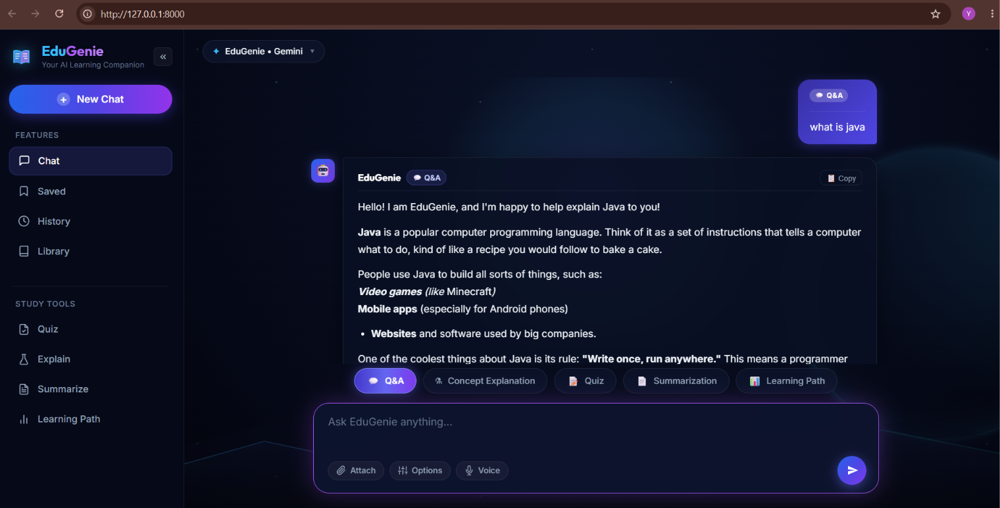 http://127.0.0.1:8000
Y
EduGenie
Your AI Learning Companion
«
+ New Chat
FEATURES
Chat
Saved
History
Library
STUDY TOOLS
Quiz
Explain
Summarize
Learning Path
EduGenie • Gemini
Q&A
what is java
EduGenie Q&A Copy
Hello! I am EduGenie, and I'm happy to help explain Java to you!
Java is a popular computer programming language. Think of it as a set of instructions that tells a computer
what to do, kind of like a recipe you would follow to bake a cake.
People use Java to build all sorts of things, such as:
Video games (like Minecraft)
Mobile apps (especially for Android phones)
• Websites and software used by big companies.
One of the coolest things about Java is its rule: "Write once, run anywhere." This means a programmer
Q&A Concept Explanation Quiz Summarization Learning Path
Ask EduGenie anything...
Attach Options Voice